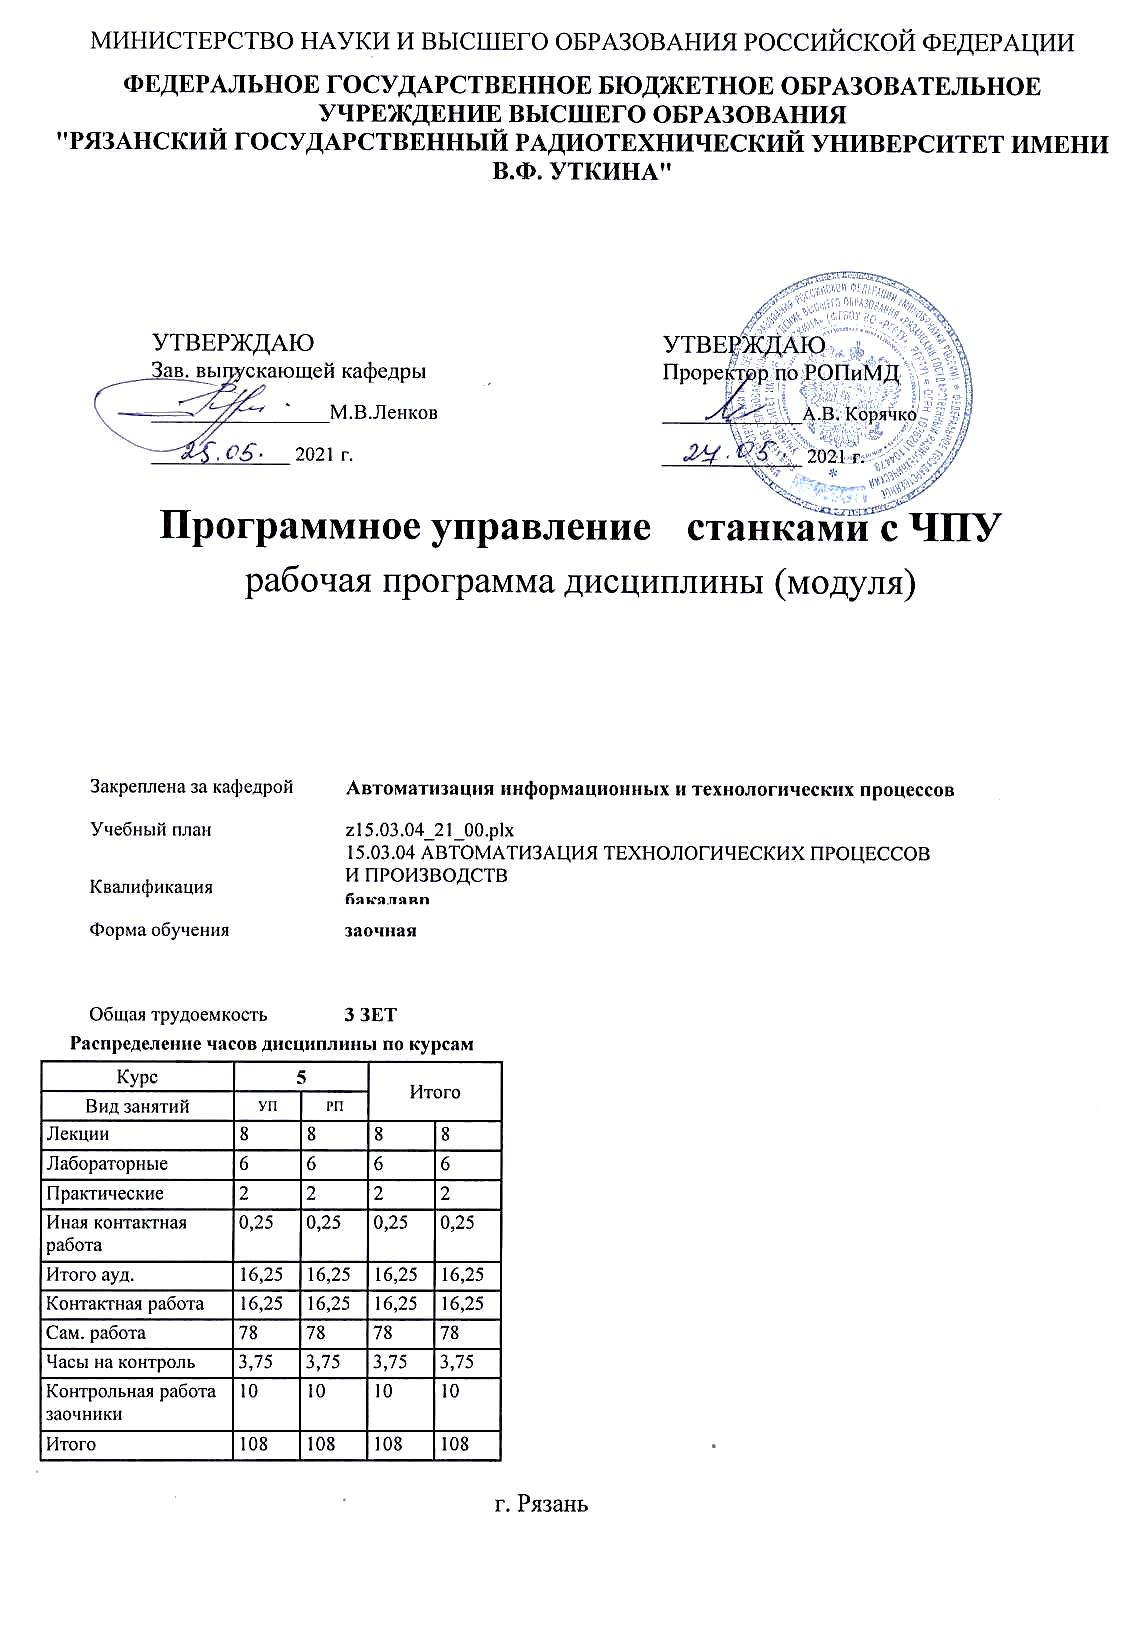 МИНИСТЕРСТВО НАУКИ И ВЫСШЕГО ОБРАЗОВАНИЯ РОССИЙСКОЙ ФЕДЕРАЦИИ
ФЕДЕРАЛЬНОЕ ГОСУДАРСТВЕННОЕ БЮДЖЕТНОЕ ОБРАЗОВАТЕЛЬНОЕ
УЧРЕЖДЕНИЕ ВЫСШЕГО ОБРАЗОВАНИЯ
"РЯЗАНСКИЙ ГОСУДАРСТВЕННЫЙ РАДИОТЕХНИЧЕСКИЙ УНИВЕРСИТЕТ ИМЕНИ
В.Ф. УТКИНА"
УТВЕРЖДАЮ
Зав. выпускающей кафедры
М.В.Ленков
25.05. 2021 г.
УТВЕРЖДАЮ
Проректор по РОПиМД
А.В. Корячко
27.05. 2021 г.
Программное управление станками с ЧПУ
рабочая программа дисциплины (модуля)
Закреплена за кафедрой Автоматизация информационных и технологических процессов
Учебный план z15.03.04_21_00.plx
15.03.04 АВТОМАТИЗАЦИЯ ТЕХНОЛОГИЧЕСКИХ ПРОЦЕССОВ
И ПРОИЗВОДСТВ
Квалификация бакалавр
Форма обучения заочная
Общая трудоемкость 3 ЗЕТ
Распределение часов дисциплины по курсам
Курс 5 Итого
Вид занятий УП РП
Лекции 8 8 8 8
Лабораторные 6 6 6 6
Практические 2 2 2 2
Иная контактная 0,25 0,25 0,25 0,25
работа
Итого ауд. 16,25 16,25 16,25 16,25
Контактная работа 16,25 16,25 16,25 16,25
Сам. работа 78 78 78 78
Часы на контроль 3,75 3,75 3,75 3,75
Контрольная работа 10 10 10 10
заочники
Итого 108 108 108 108
г. Рязань